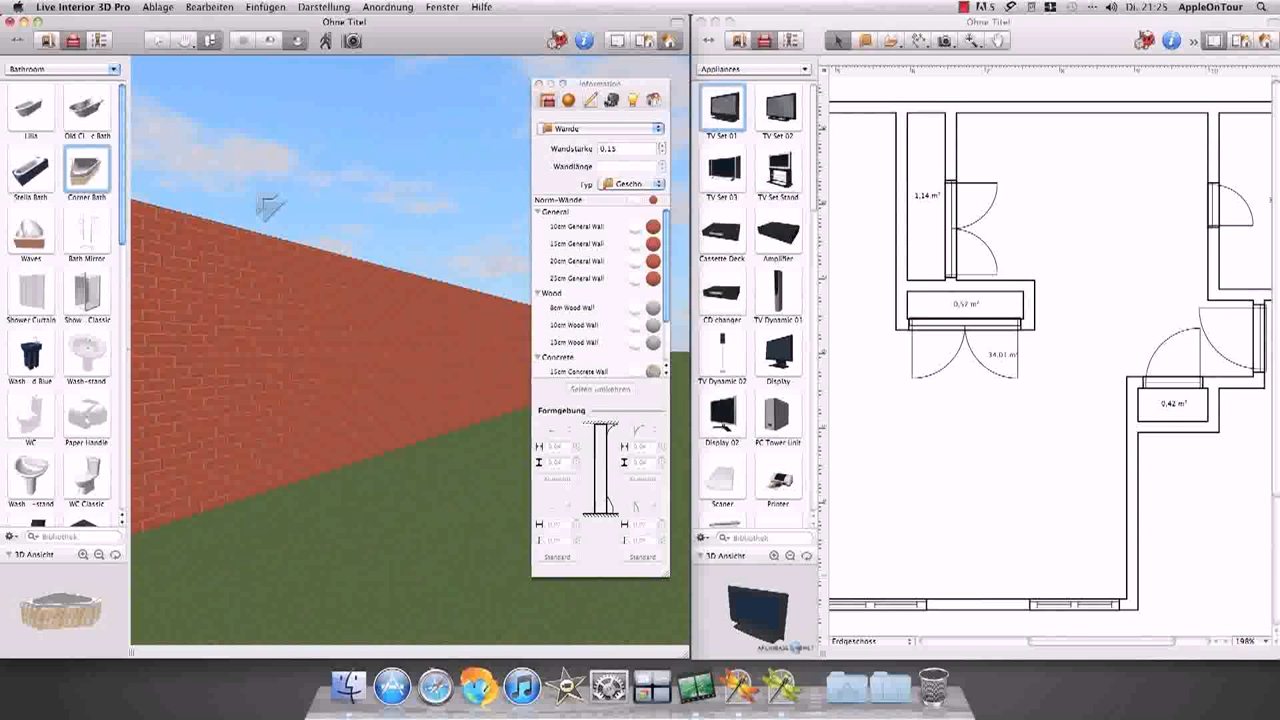 Live Interior 3D Pro Ablage Bearbeiten Einfügen Darstellung Anordnung Fenster Hilfe
Di. 21:25 AppleOnTour
Ohne Titel
Ohne Titel
Bathroom
Lilla
Old Cl...c Bath
Stella Bath
Corner Bath
Waves
Bath Mirror
Shower Curtain
Show...Classic
Wash...d Blue
Wash-stand
WC
Paper Handle
Wash-stand
WC Classic
Bibliothek
3D Ansicht
Information
Wände
Wandstärke 0,15
Wandlänge
Typ Gescho
Norm-Wände
General
10cm General Wall
15cm General Wall
20cm General Wall
25cm General Wall
Wood
8cm Wood Wall
10cm Wood Wall
13cm Wood Wall
Concrete
15cm Concrete Wall
Seiten umkehren
Formgebung
Standard
Standard
Appliances
TV Set 01
TV Set 02
TV Set 03
TV Set Stand
Cassette Deck
Amplifier
CD changer
TV Dynamic 01
TV Dynamic 02
Display
Display 02
PC Tower Unit
Scaner
Printer
Bibliothek
3D Ansicht
1,14 m²
0,57 m²
34,01 m²
0,42 m²
Erdgeschoss
198%